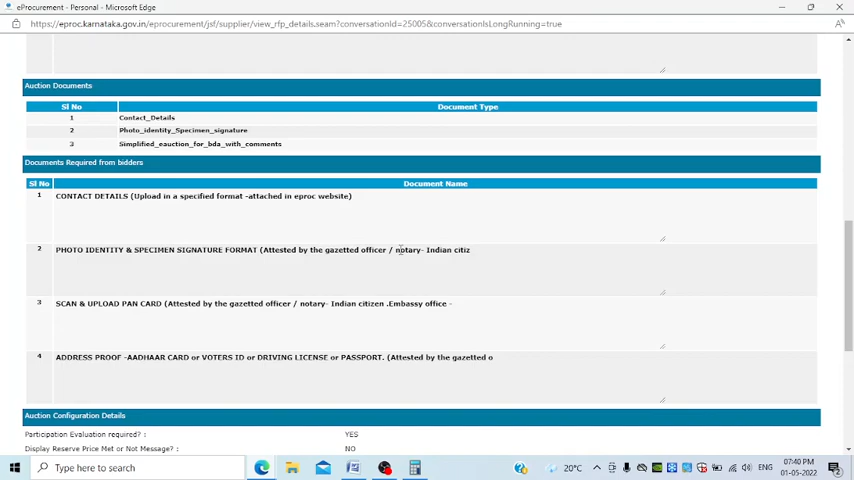 eProcurement - Personal - Microsoft Edge
https://eproc.karnataka.gov.in/eprocurement/jsf/supplier/view_rfp_details.seam?conversationId=25005&conversationIsLongRunning=true
Auction Documents
Sl No Document Type
1 Contact_Details
2 Photo_identity_Specimen_signature
3 Simplified_eauction_for_bda_with_comments
Documents Required from bidders
Sl No Document Name
1 CONTACT DETAILS (Upload in a specified format -attached in eproc website)
2 PHOTO IDENTITY & SPECIMEN SIGNATURE FORMAT (Attested by the gazetted officer / notary- Indian citiz
3 SCAN & UPLOAD PAN CARD (Attested by the gazetted officer / notary- Indian citizen .Embassy office -
4 ADDRESS PROOF -AADHAAR CARD or VOTERS ID or DRIVING LICENSE or PASSPORT. (Attested by the gazetted o
Auction Configuration Details
Participation Evaluation required? : YES
Display Reserve Price Met or Not Message? : NO
Type here to search
20°C
ENG
07:40 PM
01-05-2022
2